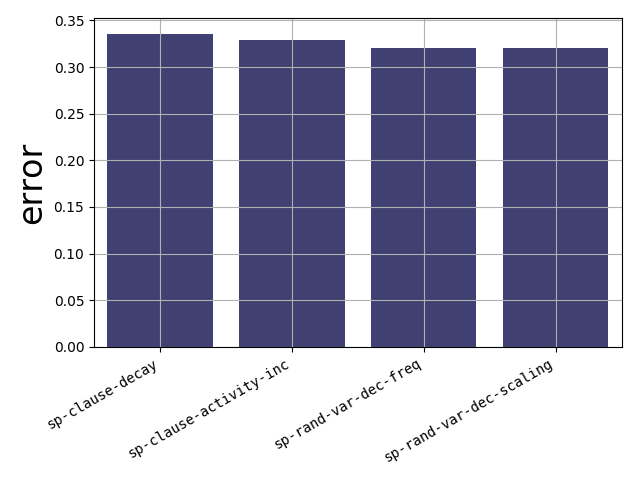 0.35
0.30
0.25
0.20
0.15
0.10
0.05
0.00
error
sp-clause-decay
sp-clause-activity-inc
sp-rand-var-dec-freq
sp-rand-var-dec-scaling